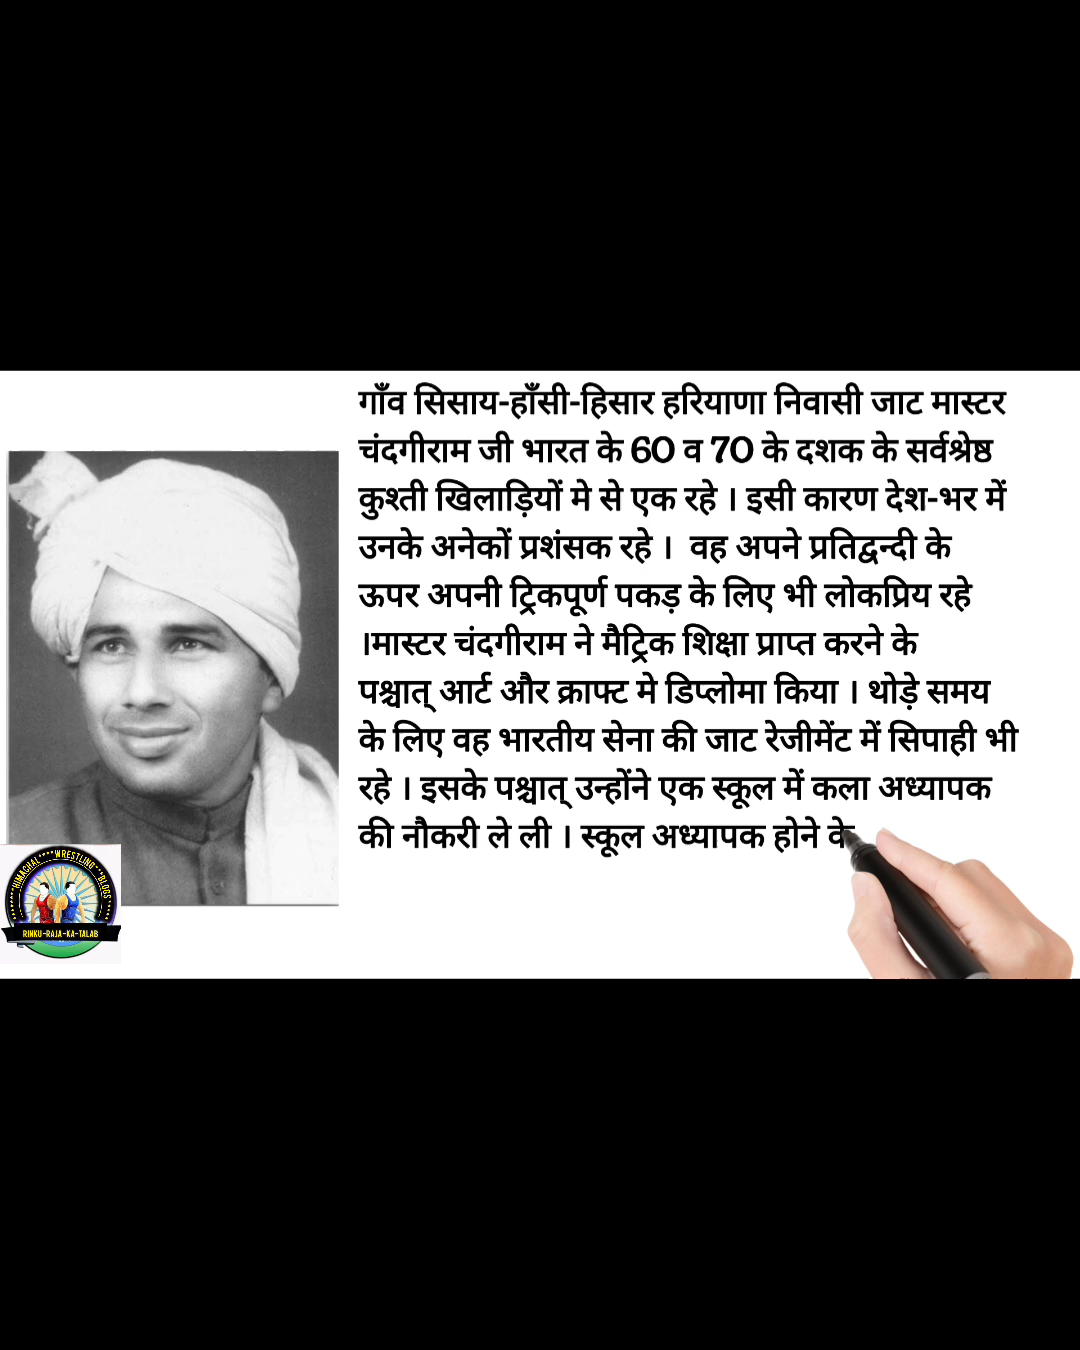 गाँव सिसाय-हाँसी-हिसार हरियाणा निवासी जाट मास्टर
चंदगीराम जी भारत के 60 व 70 के दशक के सर्वश्रेष्ठ
कुश्ती खिलाड़ियों मे से एक रहे । इसी कारण देश-भर में
उनके अनेकों प्रशंसक रहे । वह अपने प्रतिद्वन्दी के
ऊपर अपनी ट्रिकपूर्ण पकड़ के लिए भी लोकप्रिय रहे
।मास्टर चंदगीराम ने मैट्रिक शिक्षा प्राप्त करने के
पश्चात् आर्ट और क्राफ्ट मे डिप्लोमा किया । थोड़े समय
के लिए वह भारतीय सेना की जाट रेजीमेंट में सिपाही भी
रहे । इसके पश्चात् उन्होंने एक स्कूल में कला अध्यापक
की नौकरी ले ली । स्कूल अध्यापक होने के
HIMACHAL****WRESTLING***BLOGS
RINKU-RAJA-KA-TALAB